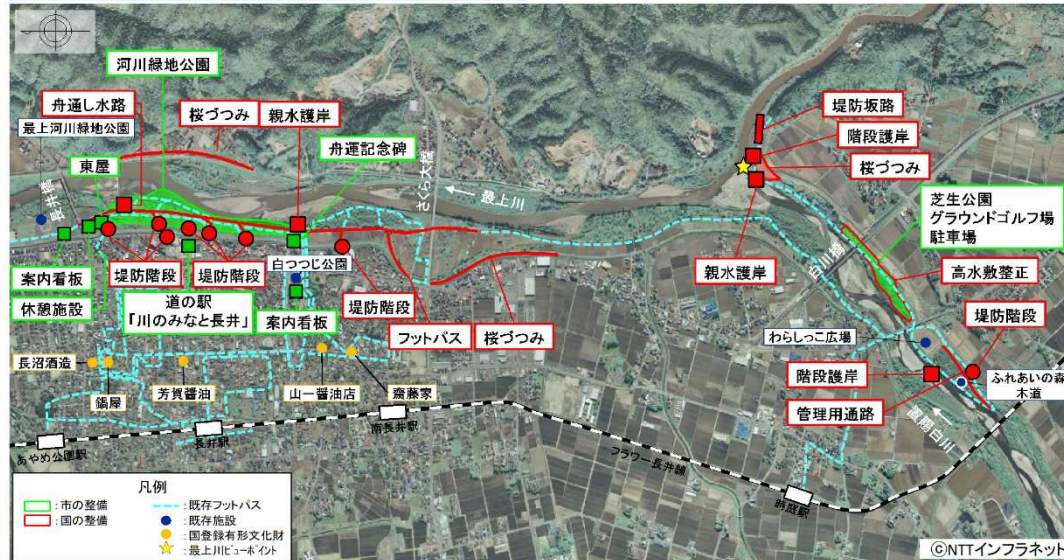 河川緑地公園
舟通し水路
桜づつみ
親水護岸
最上河川緑地公園
舟運記念碑
東屋
長井橋
さくら大橋
最上川
堤防坂路
階段護岸
桜づつみ
芝生公園
グラウンドゴルフ場
駐車場
案内看板
休憩施設
堤防階段
堤防階段
白つつじ公園
道の駅
「川のみなと長井」
案内看板
堤防階段
フットパス
桜づつみ
親水護岸
白川橋
高水敷整正
堤防階段
わらしっこ広場
階段護岸
ふれあいの森
木道
管理用通路
置賜白川
長沼酒造
鍋屋
芳賀醤油
山一醤油店
齋藤家
あやめ公園駅
長井駅
南長井駅
フラワー長井線
時庭駅
凡例
:市の整備
:国の整備
:既存フットパス
:既存施設
:国登録有形文化財
:最上川ビューポイント
©NTTインフラネット